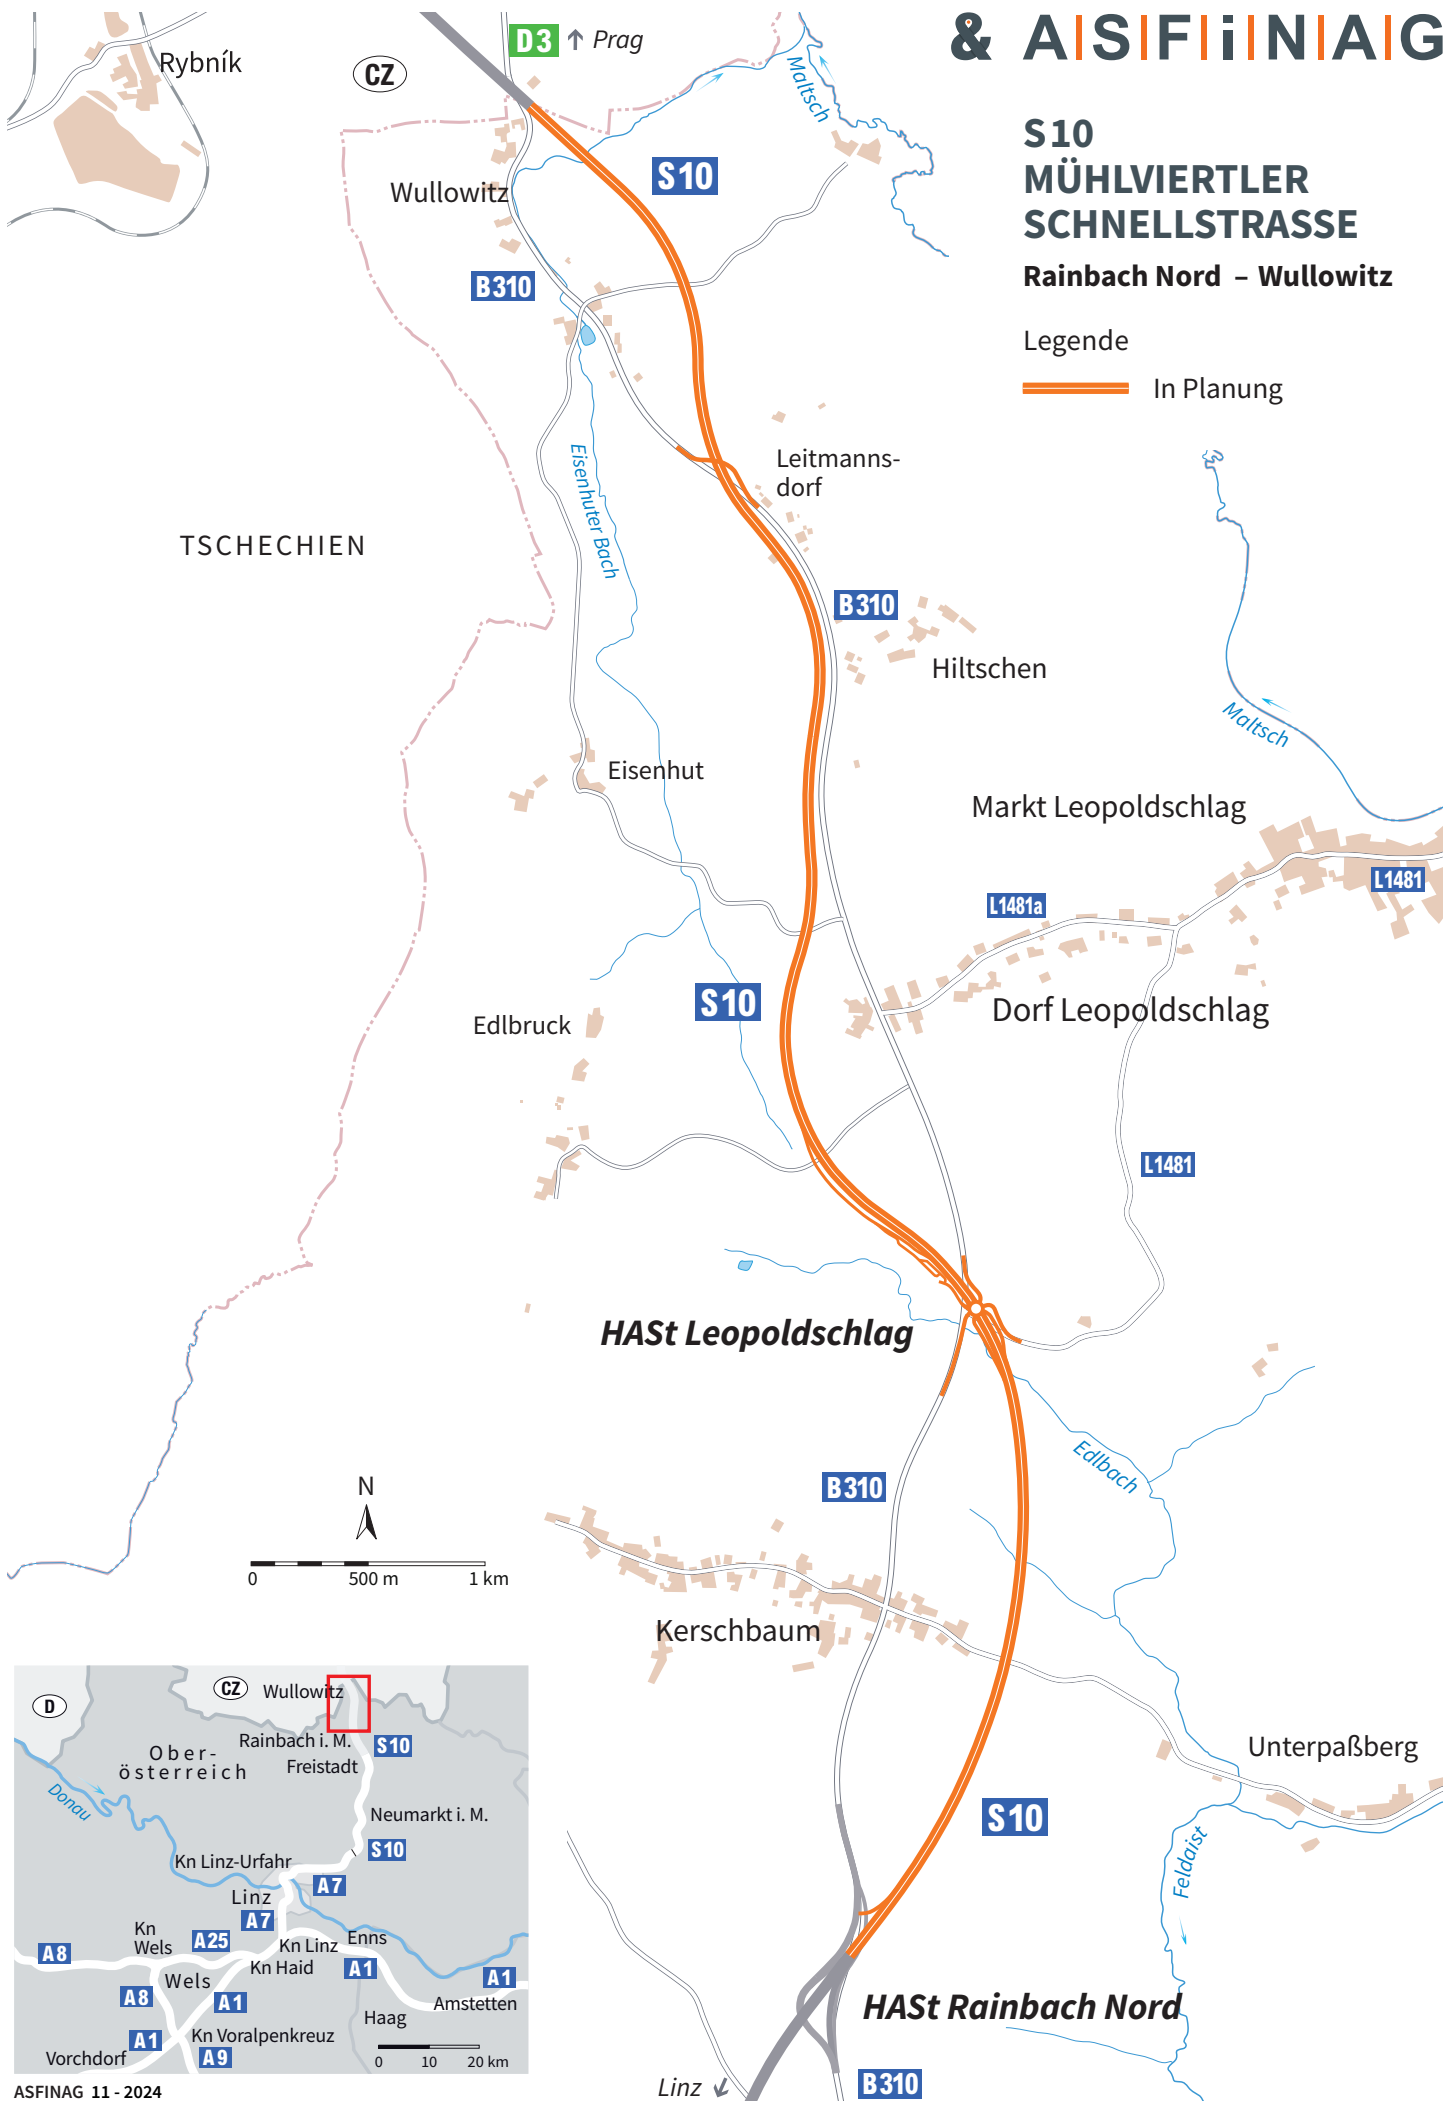 & A|S|F|i|N|A|G
S 10
MÜHLVIERTLER
SCHNELLSTRASSE
Rainbach Nord – Wullowitz
Legende
In Planung
Rybník
CZ
D3 ↑ Prag
Maltsch
S10
Wullowitz
B310
Leitmanns-
dorf
Eisenhuter Bach
TSCHECHIEN
B310
Hiltschen
Maltsch
Eisenhut
Markt Leopoldschlag
L1481
L1481a
S10
Dorf Leopoldschlag
Edlbruck
L1481
HASt Leopoldschlag
Edlbach
N
B310
0 500 m 1 km
Kerschbaum
Unterpaßberg
S10
Feldaist
HASt Rainbach Nord
Linz
B310
D
CZ
Wullowitz
Rainbach i. M.
S10
Ober-
österreich
Freistadt
Donau
Neumarkt i. M.
S10
Kn Linz-Urfahr
A7
Linz
A7
Kn
Wels
A25
Kn Linz
Enns
A8
Kn Haid
A1
A1
Wels
A8
A1
Amstetten
Haag
A1
Kn Voralpenkreuz
Vorchdorf
A9
0 10 20 km
ASFINAG 11 - 2024